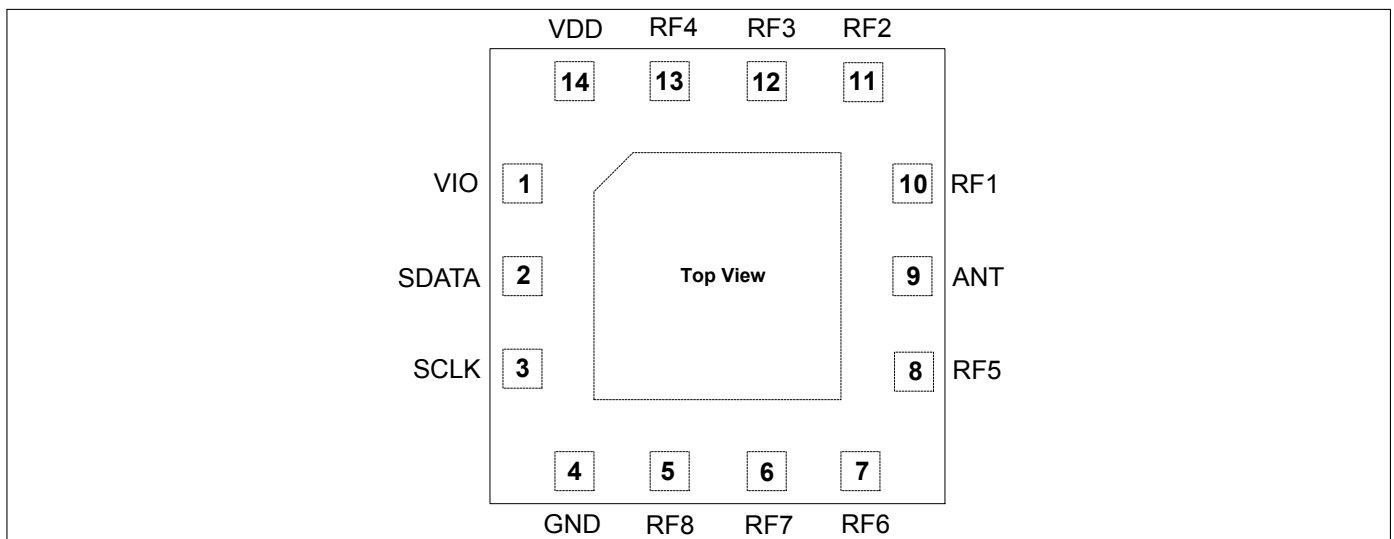 VDD RF4 RF3 RF2
14 13 12 11
VIO 1 10 RF1
SDATA 2 Top View 9 ANT
SCLK 3 8 RF5
4 5 6 7
GND RF8 RF7 RF6